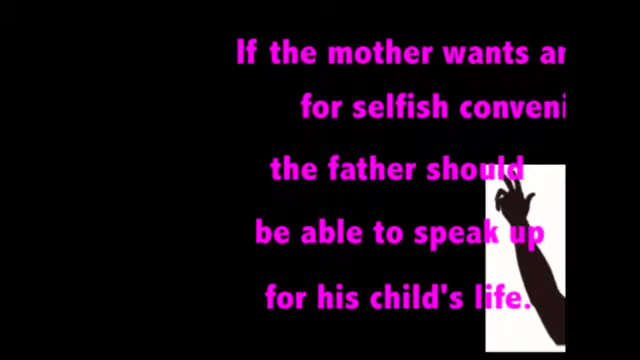 If the mother wants
for selfish
the father should
be able to speak up
for his child's life.